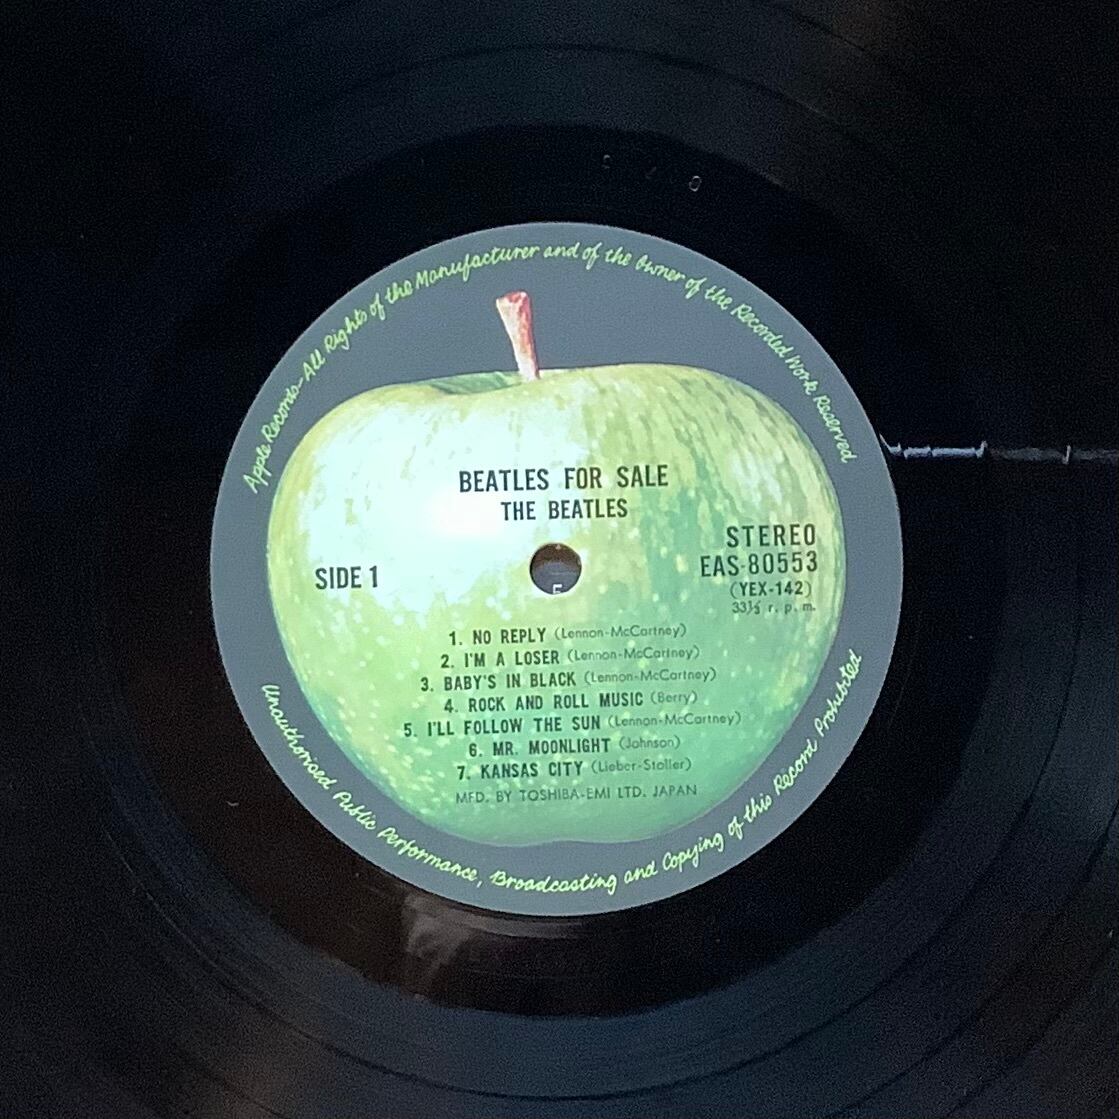 Apple Records-All Rights of the Manufacturer and of the Owner of the Recorded Work Reserved
BEATLES FOR SALE
THE BEATLES
STEREO
EAS-80553
SIDE 1
(YEX-142)
33⅓ r. p. m.
1. NO REPLY (Lennon-McCartney)
2. I'M A LOSER (Lennon-McCartney)
3. BABY'S IN BLACK (Lennon-McCartney)
4. ROCK AND ROLL MUSIC (Berry)
5. I'LL FOLLOW THE SUN (Lennon-McCartney)
6. MR. MOONLIGHT (Johnson)
7. KANSAS CITY (Lieber-Stoller)
MFD. BY TOSHIBA-EMI LTD. JAPAN
Unauthorised Public Performance, Broadcasting and Copying of this Record Prohibited